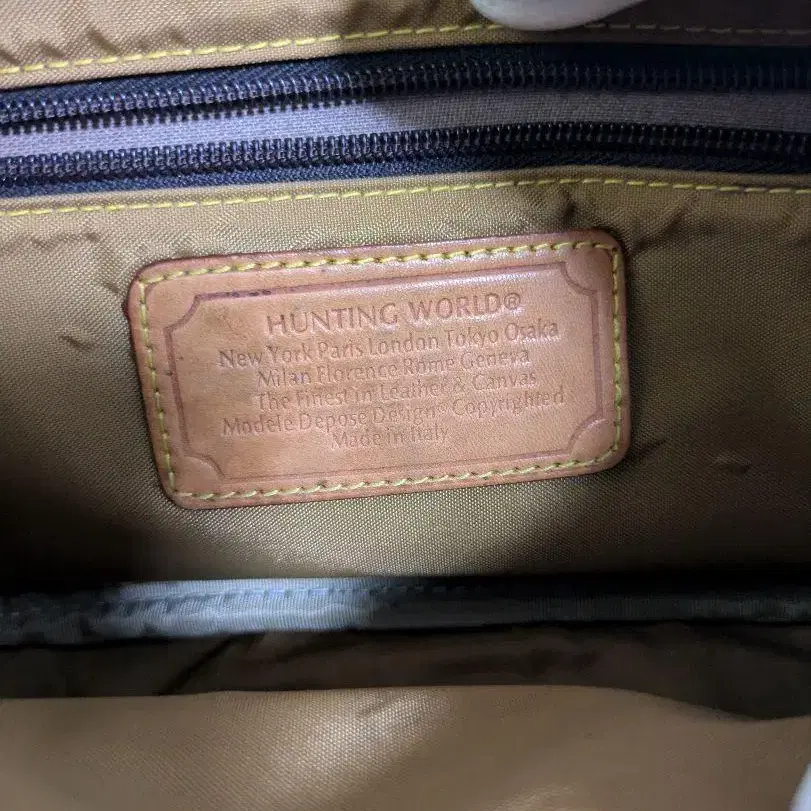 HUNTING WORLD®
New York Paris London Tokyo Osaka
Milan Florence Rome Geneva
The Finest in Leather & Canvas
Modele Depose Design® Copyrighted
Made in Italy